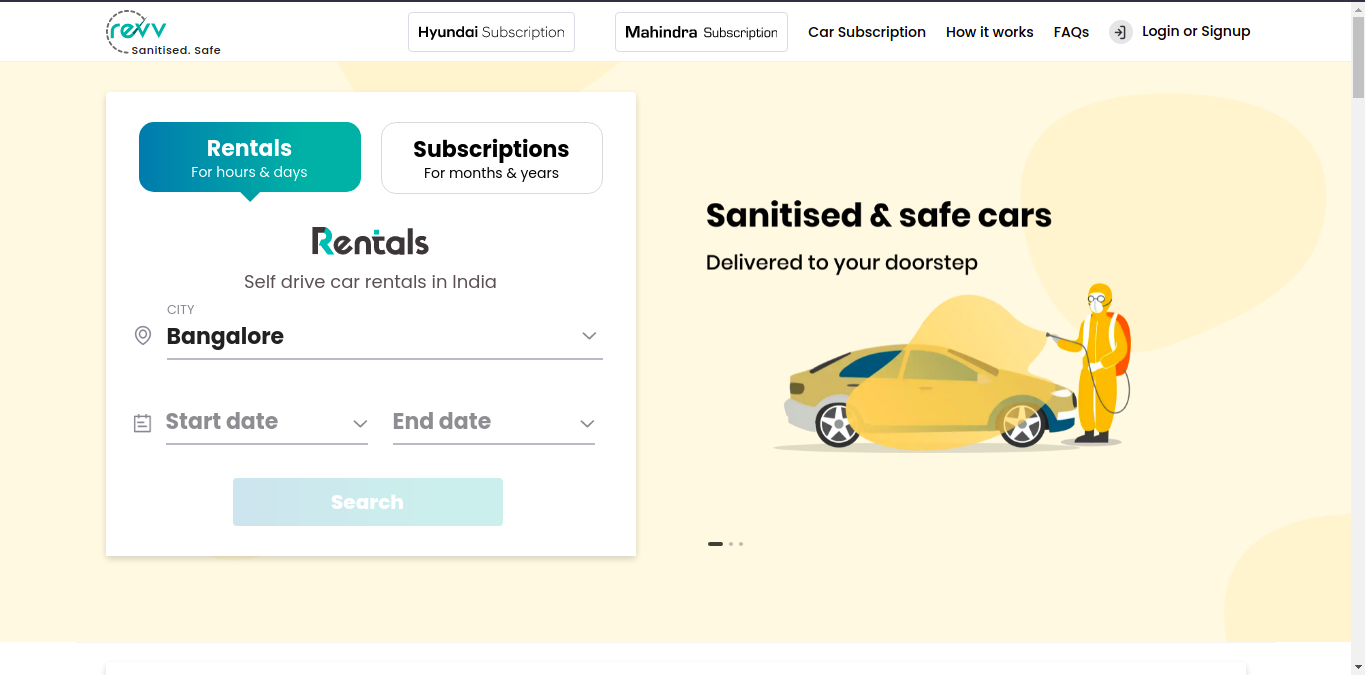 revv
Sanitised. Safe
Hyundai Subscription
Mahindra Subscription
Car Subscription
How it works
FAQs
Login or Signup
Rentals
For hours & days
Subscriptions
For months & years
Rentals
Self drive car rentals in India
CITY
Bangalore
Start date
End date
Search
Sanitised & safe cars
Delivered to your doorstep